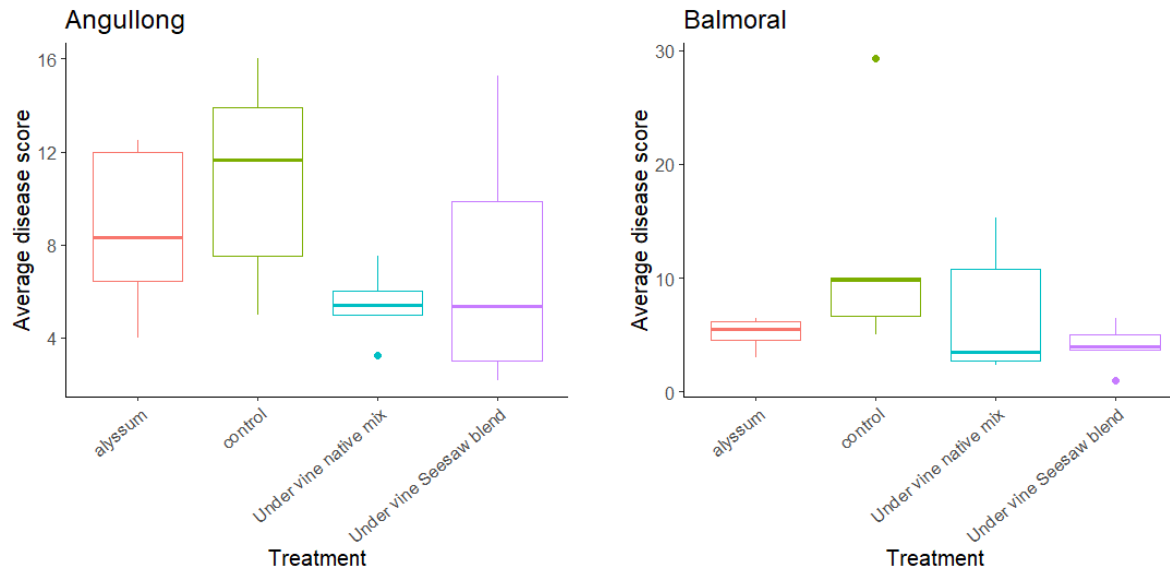 Angullong
Average disease score
16
12
8
4
alyssum
control
Under vine native mix
Under vine Seesaw blend
Treatment
Balmoral
Average disease score
30
20
10
0
alyssum
control
Under vine native mix
Under vine Seesaw blend
Treatment